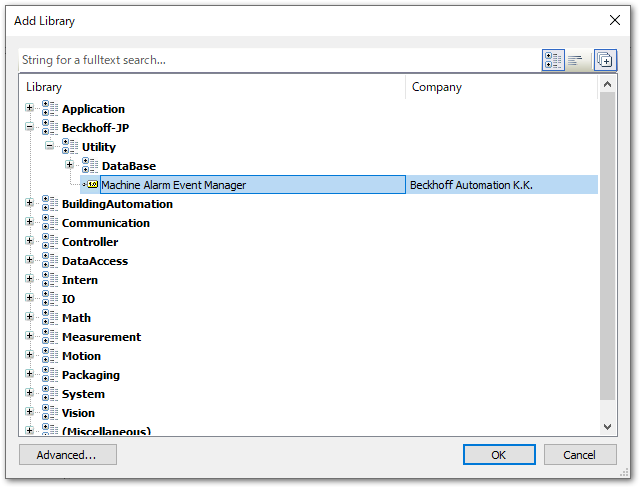 Add Library
String for a fulltext search...
Library Company
Application
Beckhoff-JP
Utility
DataBase
Machine Alarm Event Manager Beckhoff Automation K.K.
BuildingAutomation
Communication
Controller
DataAccess
Intern
IO
Math
Measurement
Motion
Packaging
System
Vision
(Miscellaneous)
Advanced... OK Cancel